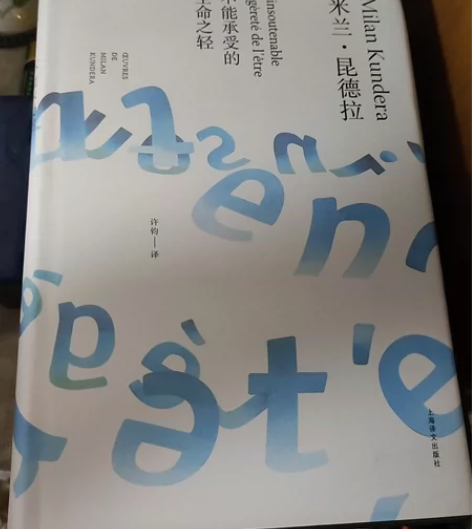 Milan Kundera
米兰·昆德拉
insoutenable
égèreté de l'être
不能承受的
生命之轻
ŒUVRES
DE
MILAN
KUNDERA
许钧—译
上海译文出版社